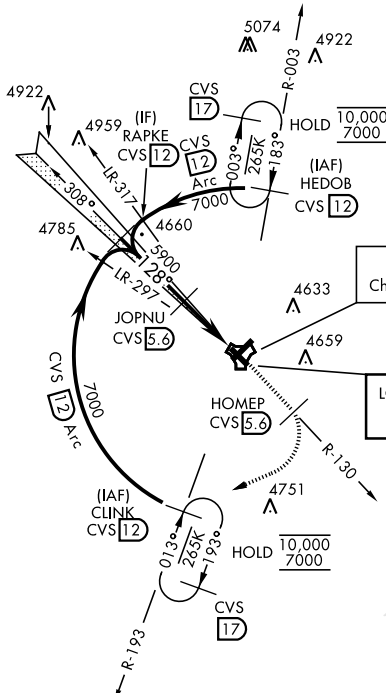 5074
4922
R-003
4922
4959
(IF)
RAPKE
CVS 12
CVS
12
Arc
7000
CVS
17
HOLD 10,000
7000
003°
265K
183°
(IAF)
HEDOB
CVS 12
308°
LR-317
4785
4660
5900
128°
LR-297
JOPNU
CVS 5.6
4633
Ch
4659
L
HOMEP
CVS 5.6
R-130
7000
CVS 12 Arc
(IAF)
CLINK
CVS 12
4751
013°
265K
193°
HOLD 10,000
7000
CVS
17
R-193